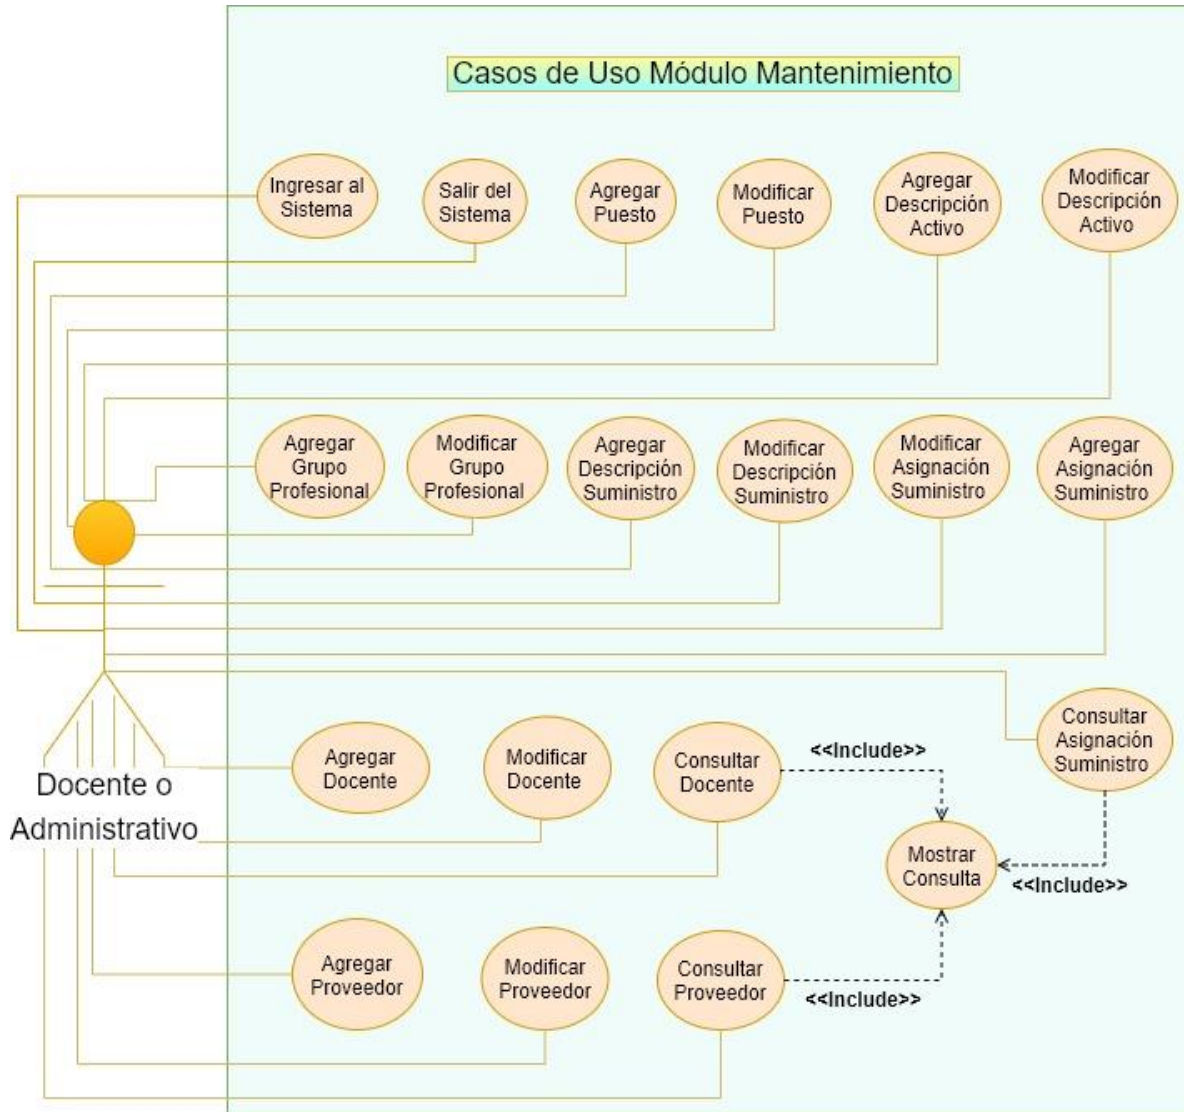 Casos de Uso Módulo Mantenimiento
Ingresar al
Sistema
Salir del
Sistema
Agregar
Puesto
Modificar
Puesto
Agregar
Descripción
Activo
Modificar
Descripción
Activo
Agregar
Grupo
Profesional
Modificar
Grupo
Profesional
Agregar
Descripción
Suministro
Modificar
Descripción
Suministro
Modificar
Asignación
Suministro
Agregar
Asignación
Suministro
Docente o
Administrativo
Agregar
Docente
Modificar
Docente
Consultar
Docente
<<Include>>
Consultar
Asignación
Suministro
Mostrar
Consulta
<<Include>>
Agregar
Proveedor
Modificar
Proveedor
Consultar
Proveedor
<<Include>>